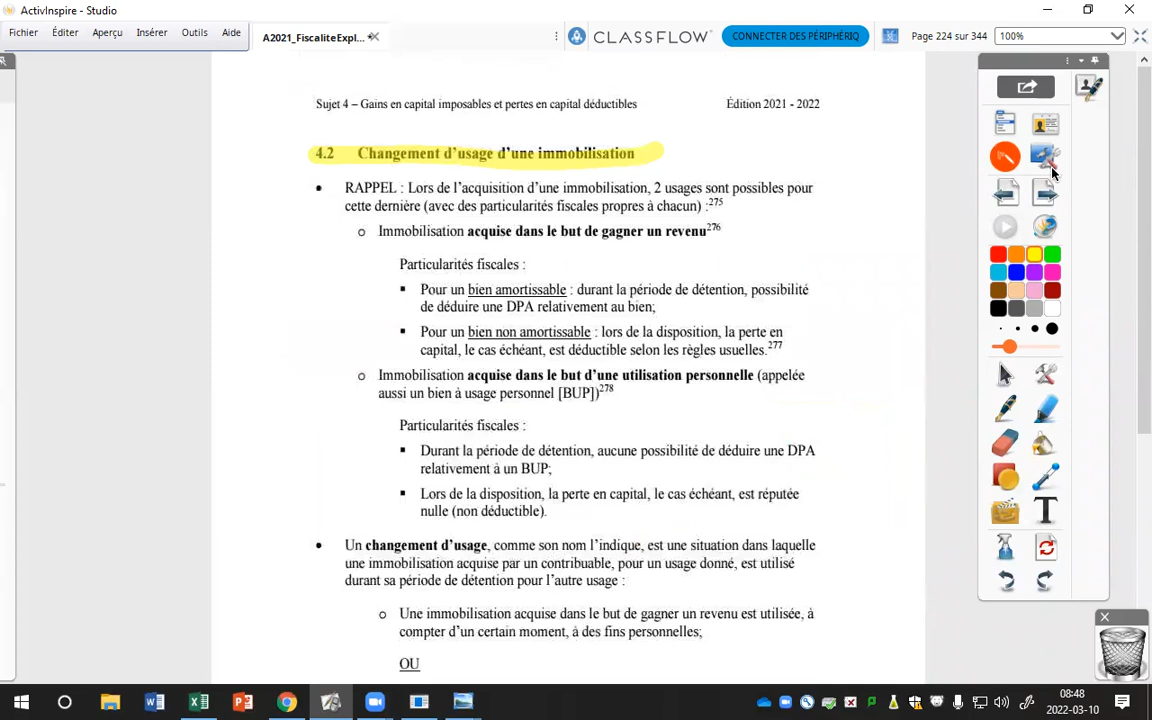 ActivInspire - Studio
Fichier Éditer Aperçu Insérer Outils Aide
A2021_FiscaliteExpl...
CLASSFLOW
CONNECTER DES PÉRIPHÉRIQ
Page 224 sur 344
100%
Sujet 4 – Gains en capital imposables et pertes en capital déductibles Édition 2021 - 2022
4.2 Changement d'usage d'une immobilisation
• RAPPEL : Lors de l'acquisition d'une immobilisation, 2 usages sont possibles pour
cette dernière (avec des particularités fiscales propres à chacun) :275
o Immobilisation acquise dans le but de gagner un revenu276
Particularités fiscales :
▪ Pour un bien amortissable : durant la période de détention, possibilité
de déduire une DPA relativement au bien;
▪ Pour un bien non amortissable : lors de la disposition, la perte en
capital, le cas échéant, est déductible selon les règles usuelles.277
o Immobilisation acquise dans le but d'une utilisation personnelle (appelée
aussi un bien à usage personnel [BUP])278
Particularités fiscales :
▪ Durant la période de détention, aucune possibilité de déduire une DPA
relativement à un BUP;
▪ Lors de la disposition, la perte en capital, le cas échéant, est réputée
nulle (non déductible).
• Un changement d'usage, comme son nom l'indique, est une situation dans laquelle
une immobilisation acquise par un contribuable, pour un usage donné, est utilisé
durant sa période de détention pour l'autre usage :
o Une immobilisation acquise dans le but de gagner un revenu est utilisée, à
compter d'un certain moment, à des fins personnelles;
OU
08:48
2022-03-10